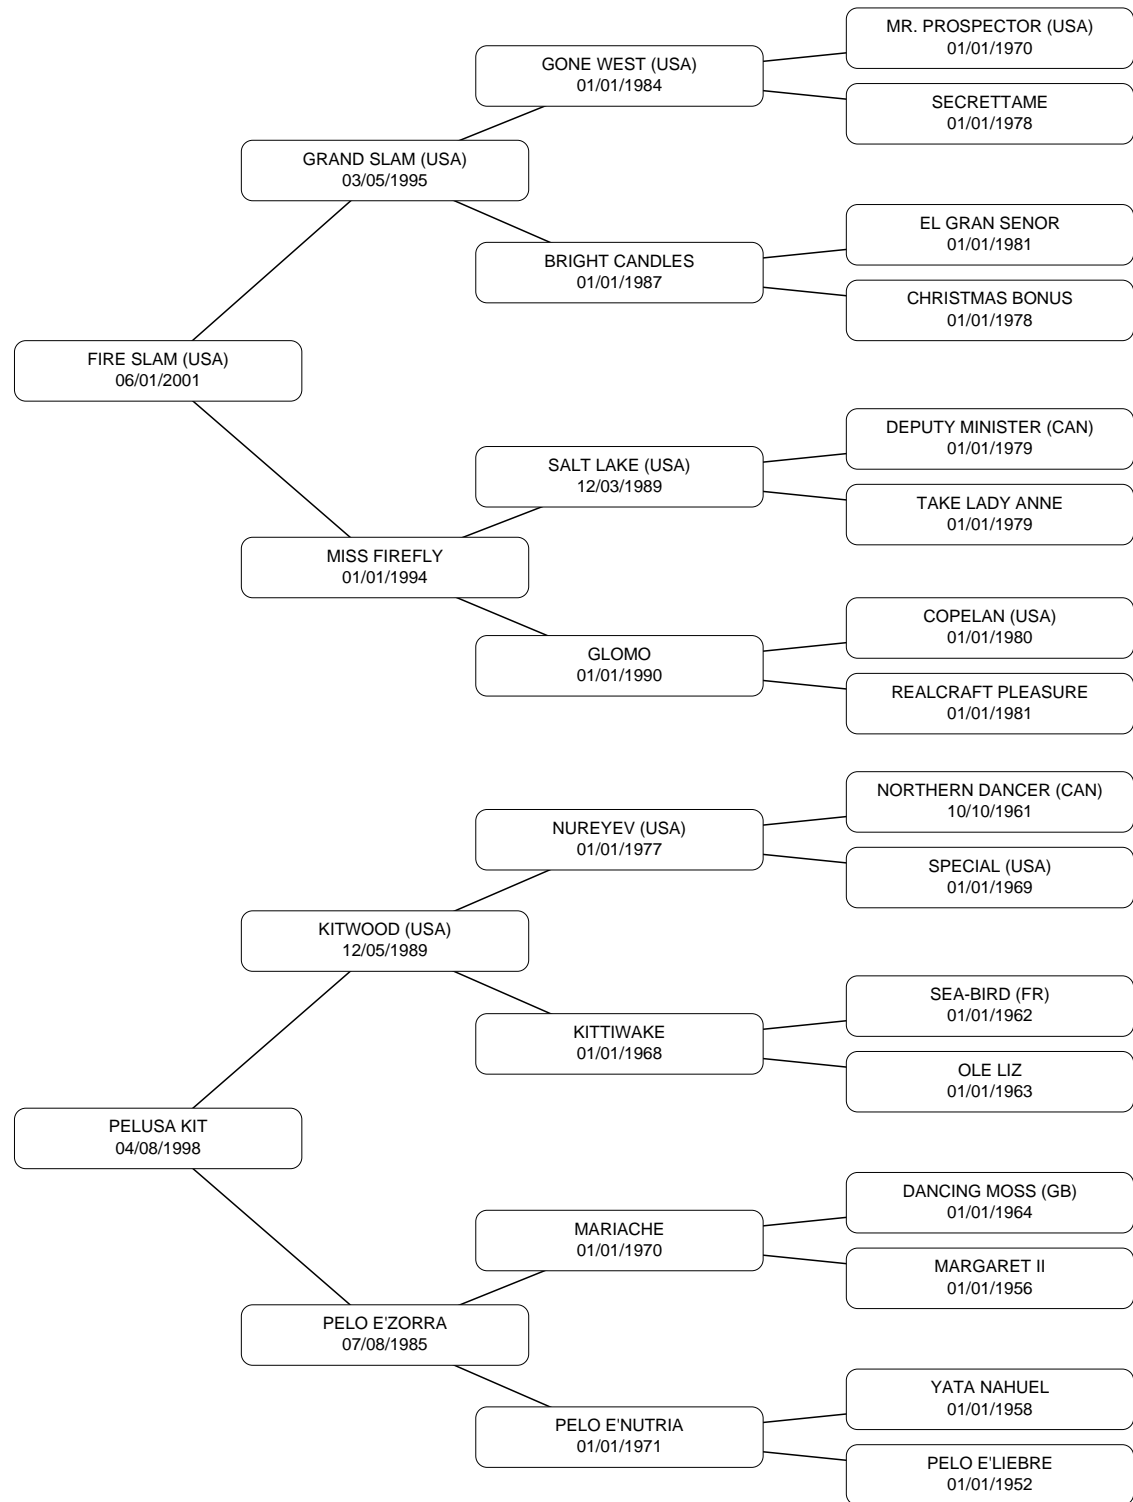 MR. PROSPECTOR (USA)
01/01/1970
GONE WEST (USA)
01/01/1984
SECRETTAME
01/01/1978
GRAND SLAM (USA)
03/05/1995
EL GRAN SENOR
01/01/1981
BRIGHT CANDLES
01/01/1987
CHRISTMAS BONUS
01/01/1978
FIRE SLAM (USA)
06/01/2001
DEPUTY MINISTER (CAN)
01/01/1979
SALT LAKE (USA)
12/03/1989
TAKE LADY ANNE
01/01/1979
MISS FIREFLY
01/01/1994
COPELAN (USA)
01/01/1980
GLOMO
01/01/1990
REALCRAFT PLEASURE
01/01/1981
NORTHERN DANCER (CAN)
10/10/1961
NUREYEV (USA)
01/01/1977
SPECIAL (USA)
01/01/1969
KITWOOD (USA)
12/05/1989
SEA-BIRD (FR)
01/01/1962
KITTIWAKE
01/01/1968
OLE LIZ
01/01/1963
PELUSA KIT
04/08/1998
DANCING MOSS (GB)
01/01/1964
MARIACHE
01/01/1970
MARGARET II
01/01/1956
PELO E'ZORRA
07/08/1985
YATA NAHUEL
01/01/1958
PELO E'NUTRIA
01/01/1971
PELO E'LIEBRE
01/01/1952